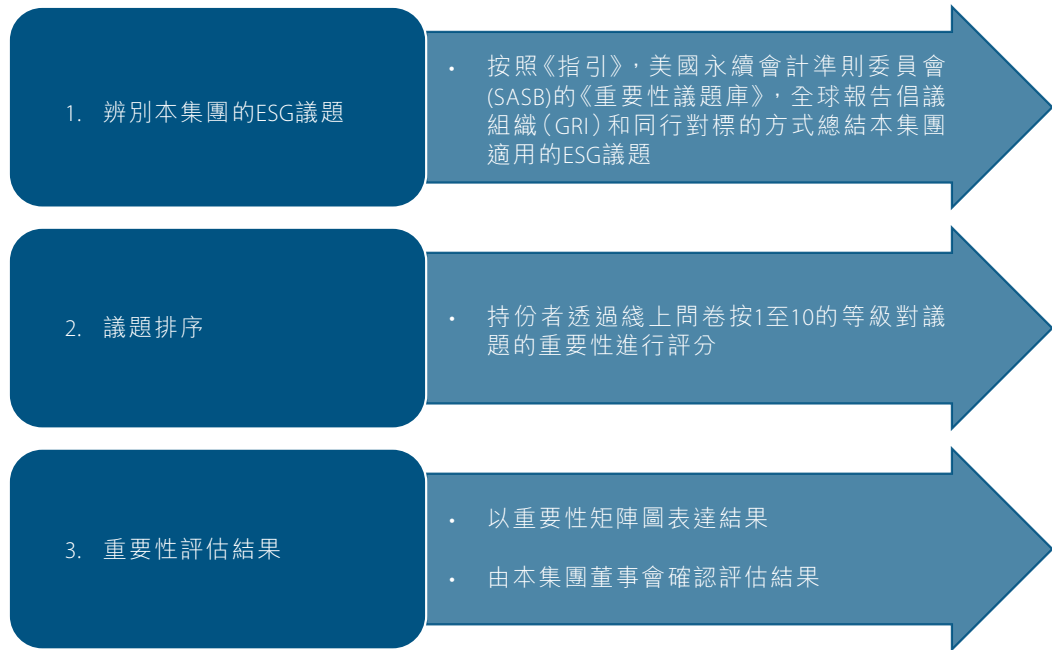 1. 辨別本集團的ESG議題
• 按照《指引》，美國永續會計準則委員會
(SASB)的《重要性議題庫》，全球報告倡議
組織（GRI）和同行對標的方式總結本集團
適用的ESG議題
2. 議題排序
• 持份者透過綫上問卷按1至10的等級對議
題的重要性進行評分
3. 重要性評估結果
• 以重要性矩陣圖表達結果
• 由本集團董事會確認評估結果